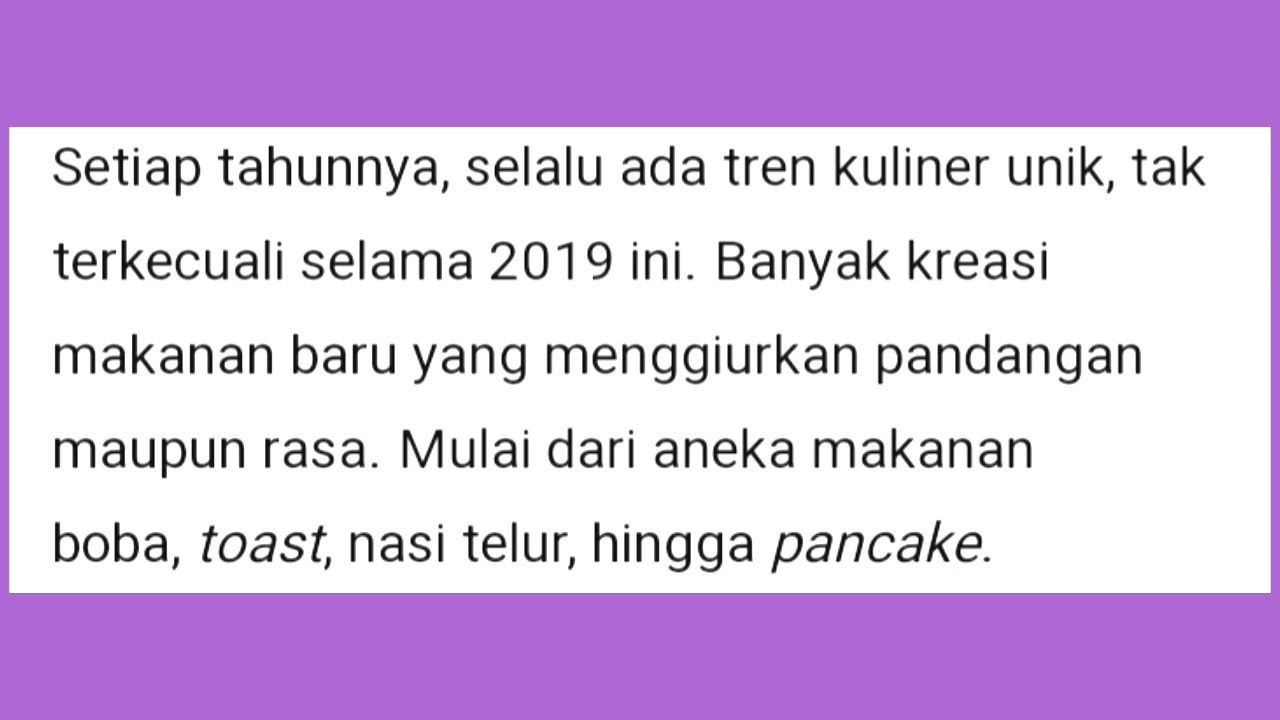 Setiap tahunnya, selalu ada tren kuliner unik, tak
terkecuali selama 2019 ini. Banyak kreasi
makanan baru yang menggiurkan pandangan
maupun rasa. Mulai dari aneka makanan
boba, toast, nasi telur, hingga pancake.